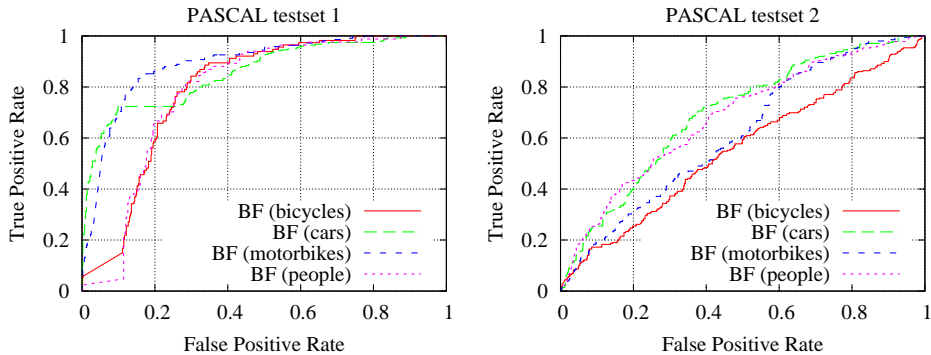 PASCAL testset 1
True Positive Rate
1
0.8
0.6
0.4
0.2
0
BF (bicycles)
BF (cars)
BF (motorbikes)
BF (people)
0 0.2 0.4 0.6 0.8 1
False Positive Rate
PASCAL testset 2
True Positive Rate
1
0.8
0.6
0.4
0.2
0
BF (bicycles)
BF (cars)
BF (motorbikes)
BF (people)
0 0.2 0.4 0.6 0.8 1
False Positive Rate